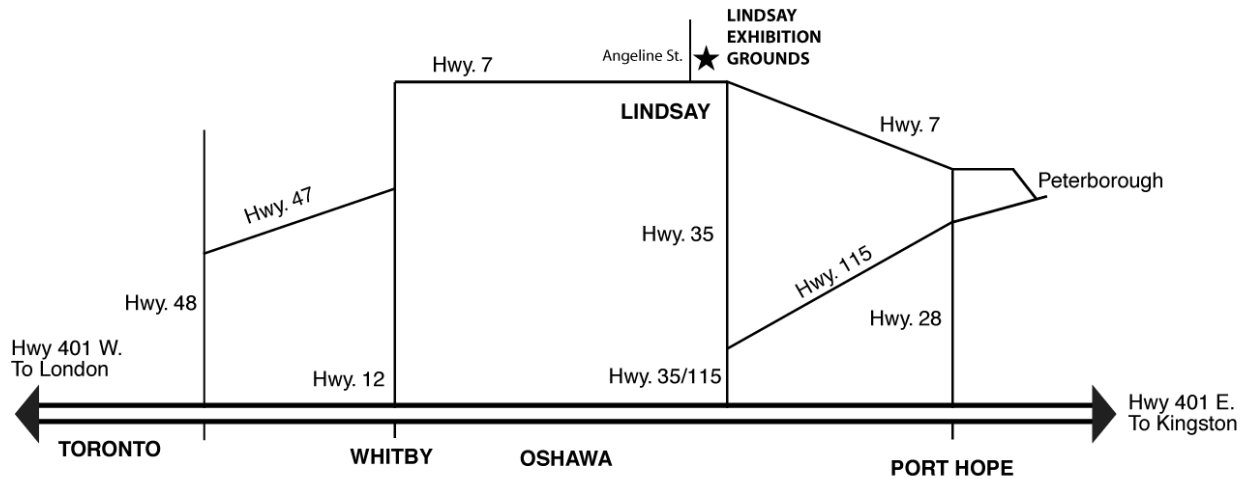 LINDSAY
EXHIBITION
GROUNDS
Angeline St.
Hwy. 7
LINDSAY
Hwy. 7
Peterborough
Hwy. 47
Hwy. 35
Hwy. 115
Hwy. 48
Hwy. 28
Hwy 401 W.
To London
Hwy. 12
Hwy. 35/115
Hwy 401 E.
To Kingston
TORONTO
WHITBY
OSHAWA
PORT HOPE